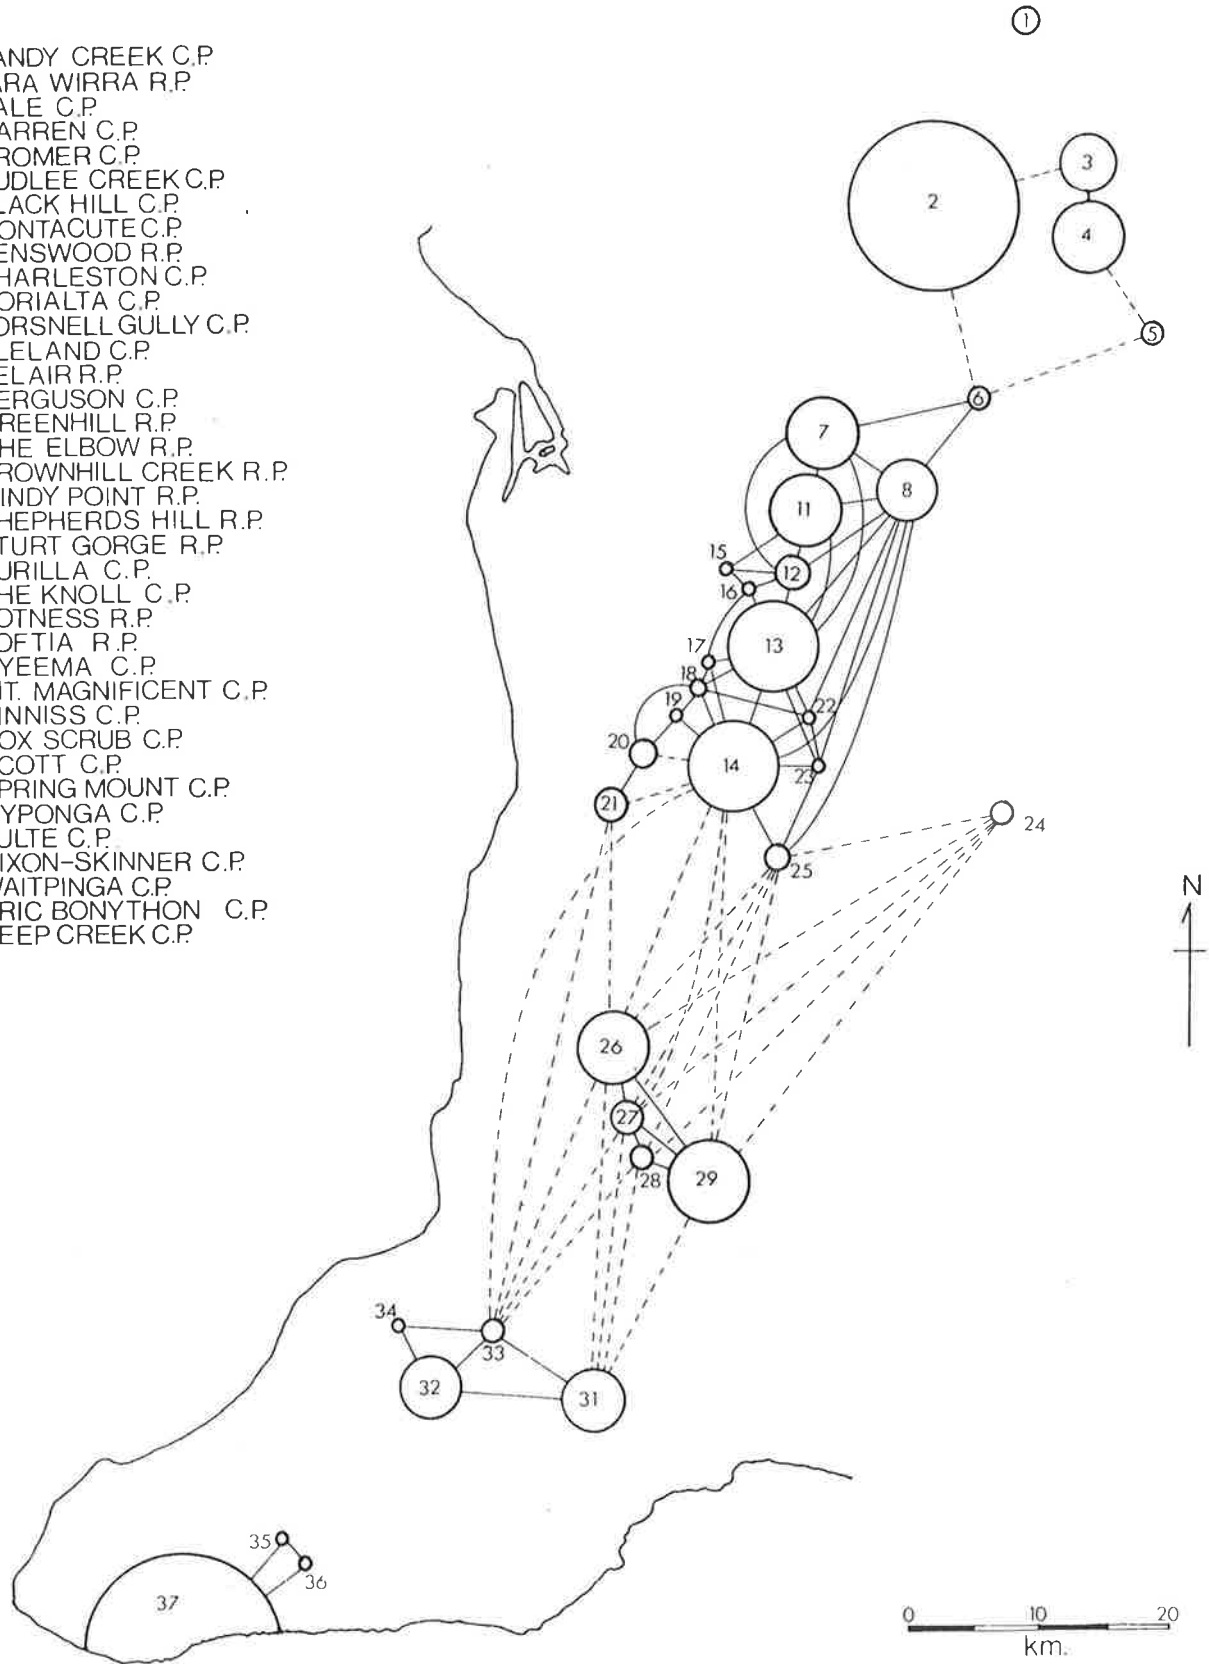 ANDY CREEK C.P.
ARA WIRRA R.P.
ALE C.P.
ARREN C.P.
ROMER C.P.
UDLEE CREEK C.P.
LACK HILL C.P.
ONTACUTE C.P.
ENSWOOD R.P.
HARLESTON C.P.
ORIALTA C.P.
ORSNELL GULLY C.P.
LELAND C.P.
ELAIR R.P.
ERGUSON C.P.
REENHILL R.P.
HE ELBOW R.P.
ROWNHILL CREEK R.P.
INDY POINT R.P.
HEPHERDS HILL R.P.
TURT GORGE R.P.
URILLA C.P.
HE KNOLL C.P.
OTNESS R.P.
OFTIA R.P.
YEEMA C.P.
T. MAGNIFICENT C.P.
INNISS C.P.
OX SCRUB C.P.
COTT C.P.
PRING MOUNT C.P.
YPONGA C.P.
ULTE C.P.
IXON-SKINNER C.P.
AITPINGA C.P.
RIC BONYTHON C.P.
EEP CREEK C.P.
1
2
3
4
5
6
7
8
11
15
12
16
13
17
18
19
22
20
14
23
21
24
25
N
26
27
28
29
34
33
32
31
35
36
37
0 10 20
km.